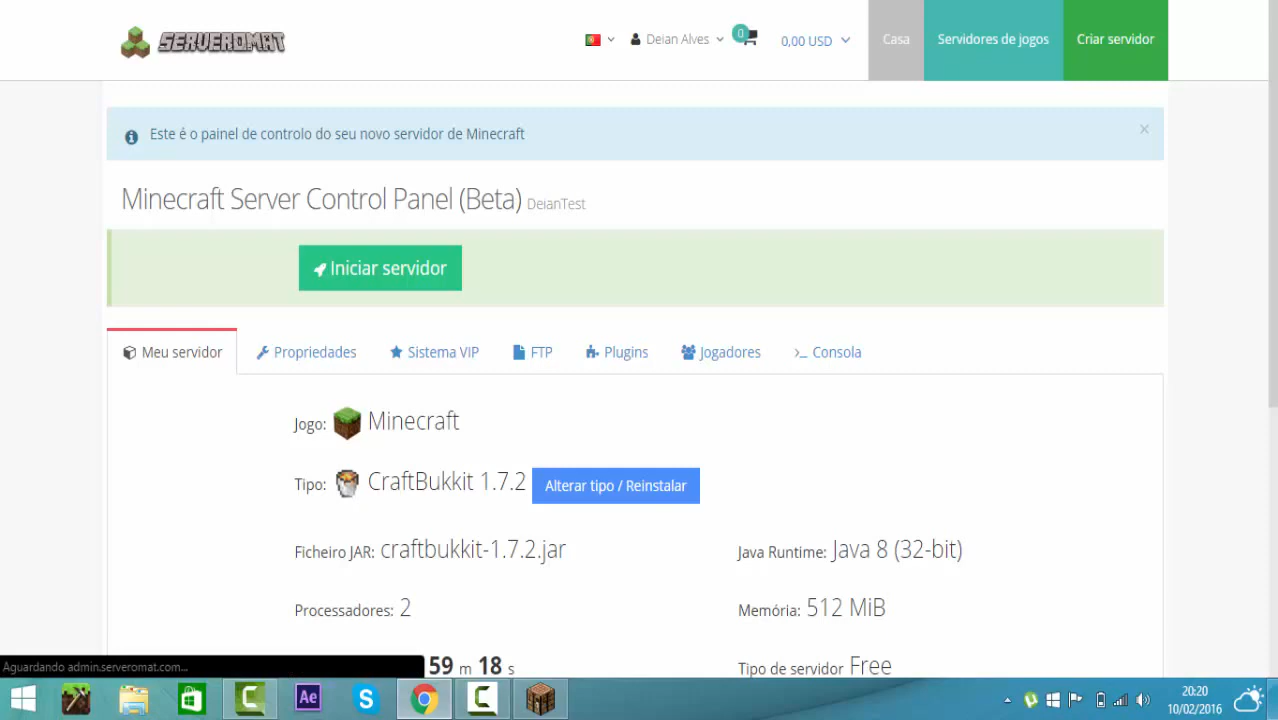 SERVEROMAT
Deian Alves
0
0,00 USD
Casa
Servidores de jogos
Criar servidor
Este é o painel de controlo do seu novo servidor de Minecraft
×
Minecraft Server Control Panel (Beta) DeianTest
Iniciar servidor
Meu servidor
Propriedades
Sistema VIP
FTP
Plugins
Jogadores
Consola
Jogo: Minecraft
Tipo: CraftBukkit 1.7.2
Alterar tipo / Reinstalar
Ficheiro JAR: craftbukkit-1.7.2.jar
Java Runtime: Java 8 (32-bit)
Processadores: 2
Memória: 512 MiB
59 m 18 s
Tipo de servidor Free
Aguardando admin.serveromat.com...
Ae
20:20
10/02/2016